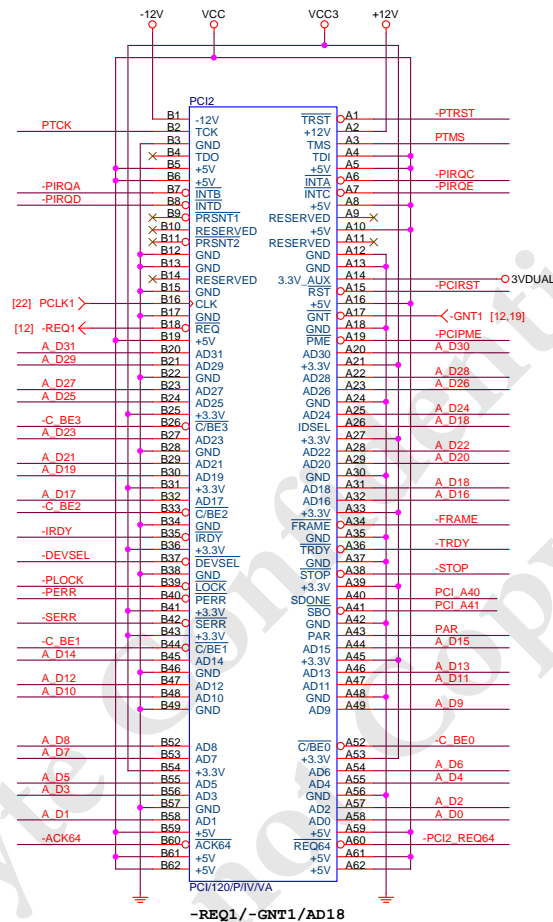 -12V VCC VCC3 +12V
PCI2
B1 -12V TRST A1 -PTRST
PTCK B2 TCK +12V A2
B3 GND TMS A3 PTMS
B4 TDO TDI A4
B5 +5V +5V A5
B6 +5V INTA A6 -PIRQC
-PIRQA B7 INTB INTC A7 -PIRQE
-PIRQD B8 INTD +5V A8
B9 PRSNT1 RESERVED A9
B10 RESERVED +5V A10
B11 PRSNT2 RESERVED A11
B12 GND GND A12
B13 GND GND A13
B14 RESERVED 3.3V_AUX A14 3VDUAL
B15 GND RST A15 -PCIRST
[22] PCLK1 B16 CLK +5V A16
B17 GND GNT A17 -GNT1 [12,19]
[12] -REQ1 B18 REQ GND A18
B19 +5V PME A19 -PCIPME
A_D31 B20 AD31 AD30 A20 A_D30
A_D29 B21 AD29 +3.3V A21
B22 GND AD28 A22 A_D28
A_D27 B23 AD27 AD26 A23 A_D26
A_D25 B24 AD25 GND A24
B25 +3.3V AD24 A25 A_D24
-C_BE3 B26 C/BE3 IDSEL A26 A_D18
A_D23 B27 AD23 +3.3V A27
B28 GND AD22 A28 A_D22
A_D21 B29 AD21 AD20 A29 A_D20
A_D19 B30 AD19 GND A30
B31 +3.3V AD18 A31 A_D18
A_D17 B32 AD17 AD16 A32 A_D16
-C_BE2 B33 C/BE2 +3.3V A33
B34 GND FRAME A34 -FRAME
-IRDY B35 IRDY GND A35
B36 +3.3V TRDY A36 -TRDY
-DEVSEL B37 DEVSEL GND A37
B38 GND STOP A38 -STOP
-PLOCK B39 LOCK +3.3V A39
-PERR B40 PERR SDONE A40 PCI_A40
B41 +3.3V SBO A41 PCI_A41
-SERR B42 SERR GND A42
B43 +3.3V PAR A43 PAR
-C_BE1 B44 C/BE1 AD15 A44 A_D15
A_D14 B45 AD14 +3.3V A45
B46 GND AD13 A46 A_D13
A_D12 B47 AD12 AD11 A47 A_D11
A_D10 B48 AD10 GND A48
B49 GND AD9 A49 A_D9
A_D8 B52 AD8 C/BE0 A52 -C_BE0
A_D7 B53 AD7 +3.3V A53
B54 +3.3V AD6 A54 A_D6
A_D5 B55 AD5 AD4 A55 A_D4
A_D3 B56 AD3 GND A56
B57 GND AD2 A57 A_D2
A_D1 B58 AD1 AD0 A58 A_D0
B59 +5V +5V A59
-ACK64 B60 ACK64 REQ64 A60 -PCI2_REQ64
B61 +5V +5V A61
B62 +5V +5V A62
PCI/120/P/IV/VA
-REQ1/-GNT1/AD18